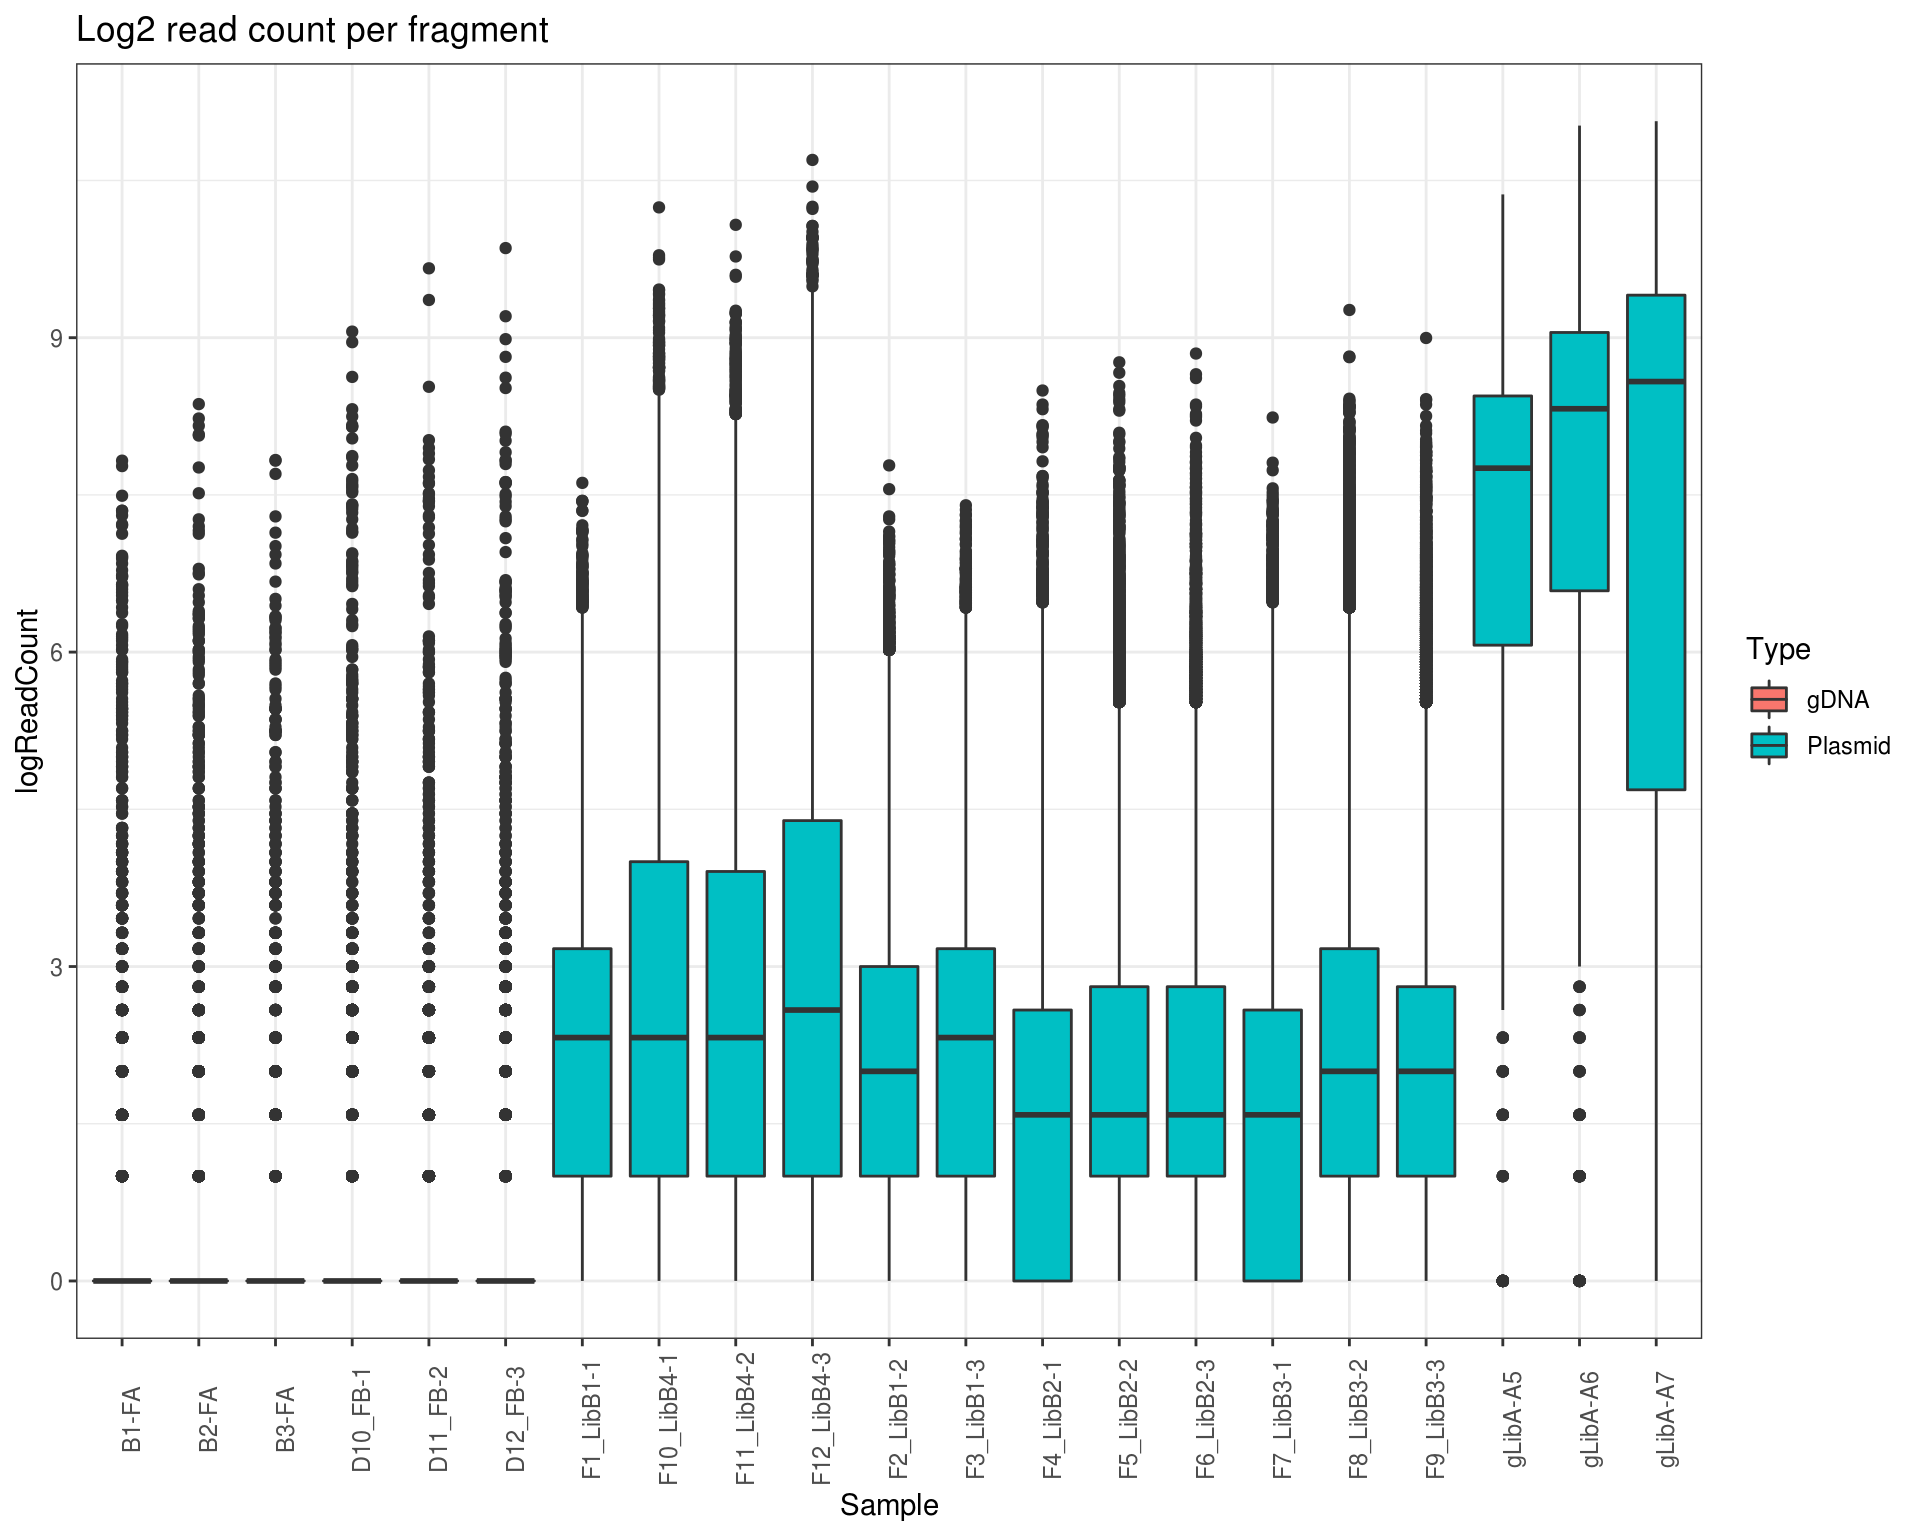 Log2 read count per fragment
logReadCount
9
6
3
0
B1-FA
B2-FA
B3-FA
D10_FB-1
D11_FB-2
D12_FB-3
F1_LibB1-1
F10_LibB4-1
F11_LibB4-2
F12_LibB4-3
F2_LibB1-2
F3_LibB1-3
F4_LibB2-1
F5_LibB2-2
F6_LibB2-3
F7_LibB3-1
F8_LibB3-2
F9_LibB3-3
gLibA-A5
gLibA-A6
gLibA-A7
Sample
Type
gDNA
Plasmid